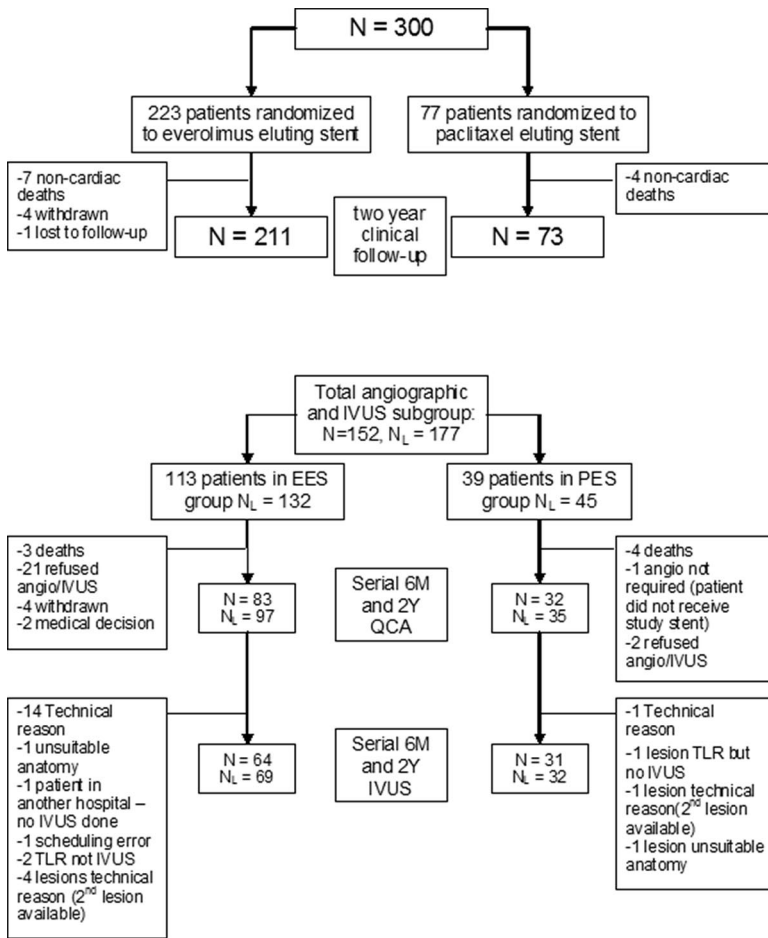 N = 300
223 patients randomized
to everolimus eluting stent
77 patients randomized to
paclitaxel eluting stent
-7 non-cardiac
deaths
-4 withdrawn
-1 lost to follow-up
-4 non-cardiac
deaths
N = 211
two year
clinical
follow-up
N = 73
Total angiographic
and IVUS subgroup:
N=152, N_L = 177
113 patients in EES
group N_L = 132
39 patients in PES
group N_L = 45
-3 deaths
-21 refused
angio/IVUS
-4 withdrawn
-2 medical decision
N = 83
N_L = 97
Serial 6M
and 2Y
QCA
N = 32
N_L = 35
-4 deaths
-1 angio not
required (patient
did not receive
study stent)
-2 refused
angio/IVUS
-14 Technical
reason
-1 unsuitable
anatomy
-1 patient in
another hospital –
no IVUS done
-1 scheduling error
-2 TLR not IVUS
-4 lesions technical
reason (2nd lesion
available)
N = 64
N_L = 69
Serial 6M
and 2Y
IVUS
N = 31
N_L = 32
-1 Technical
reason
-1 lesion TLR but
no IVUS
-1 lesion technical
reason(2nd lesion
available)
-1 lesion unsuitable
anatomy